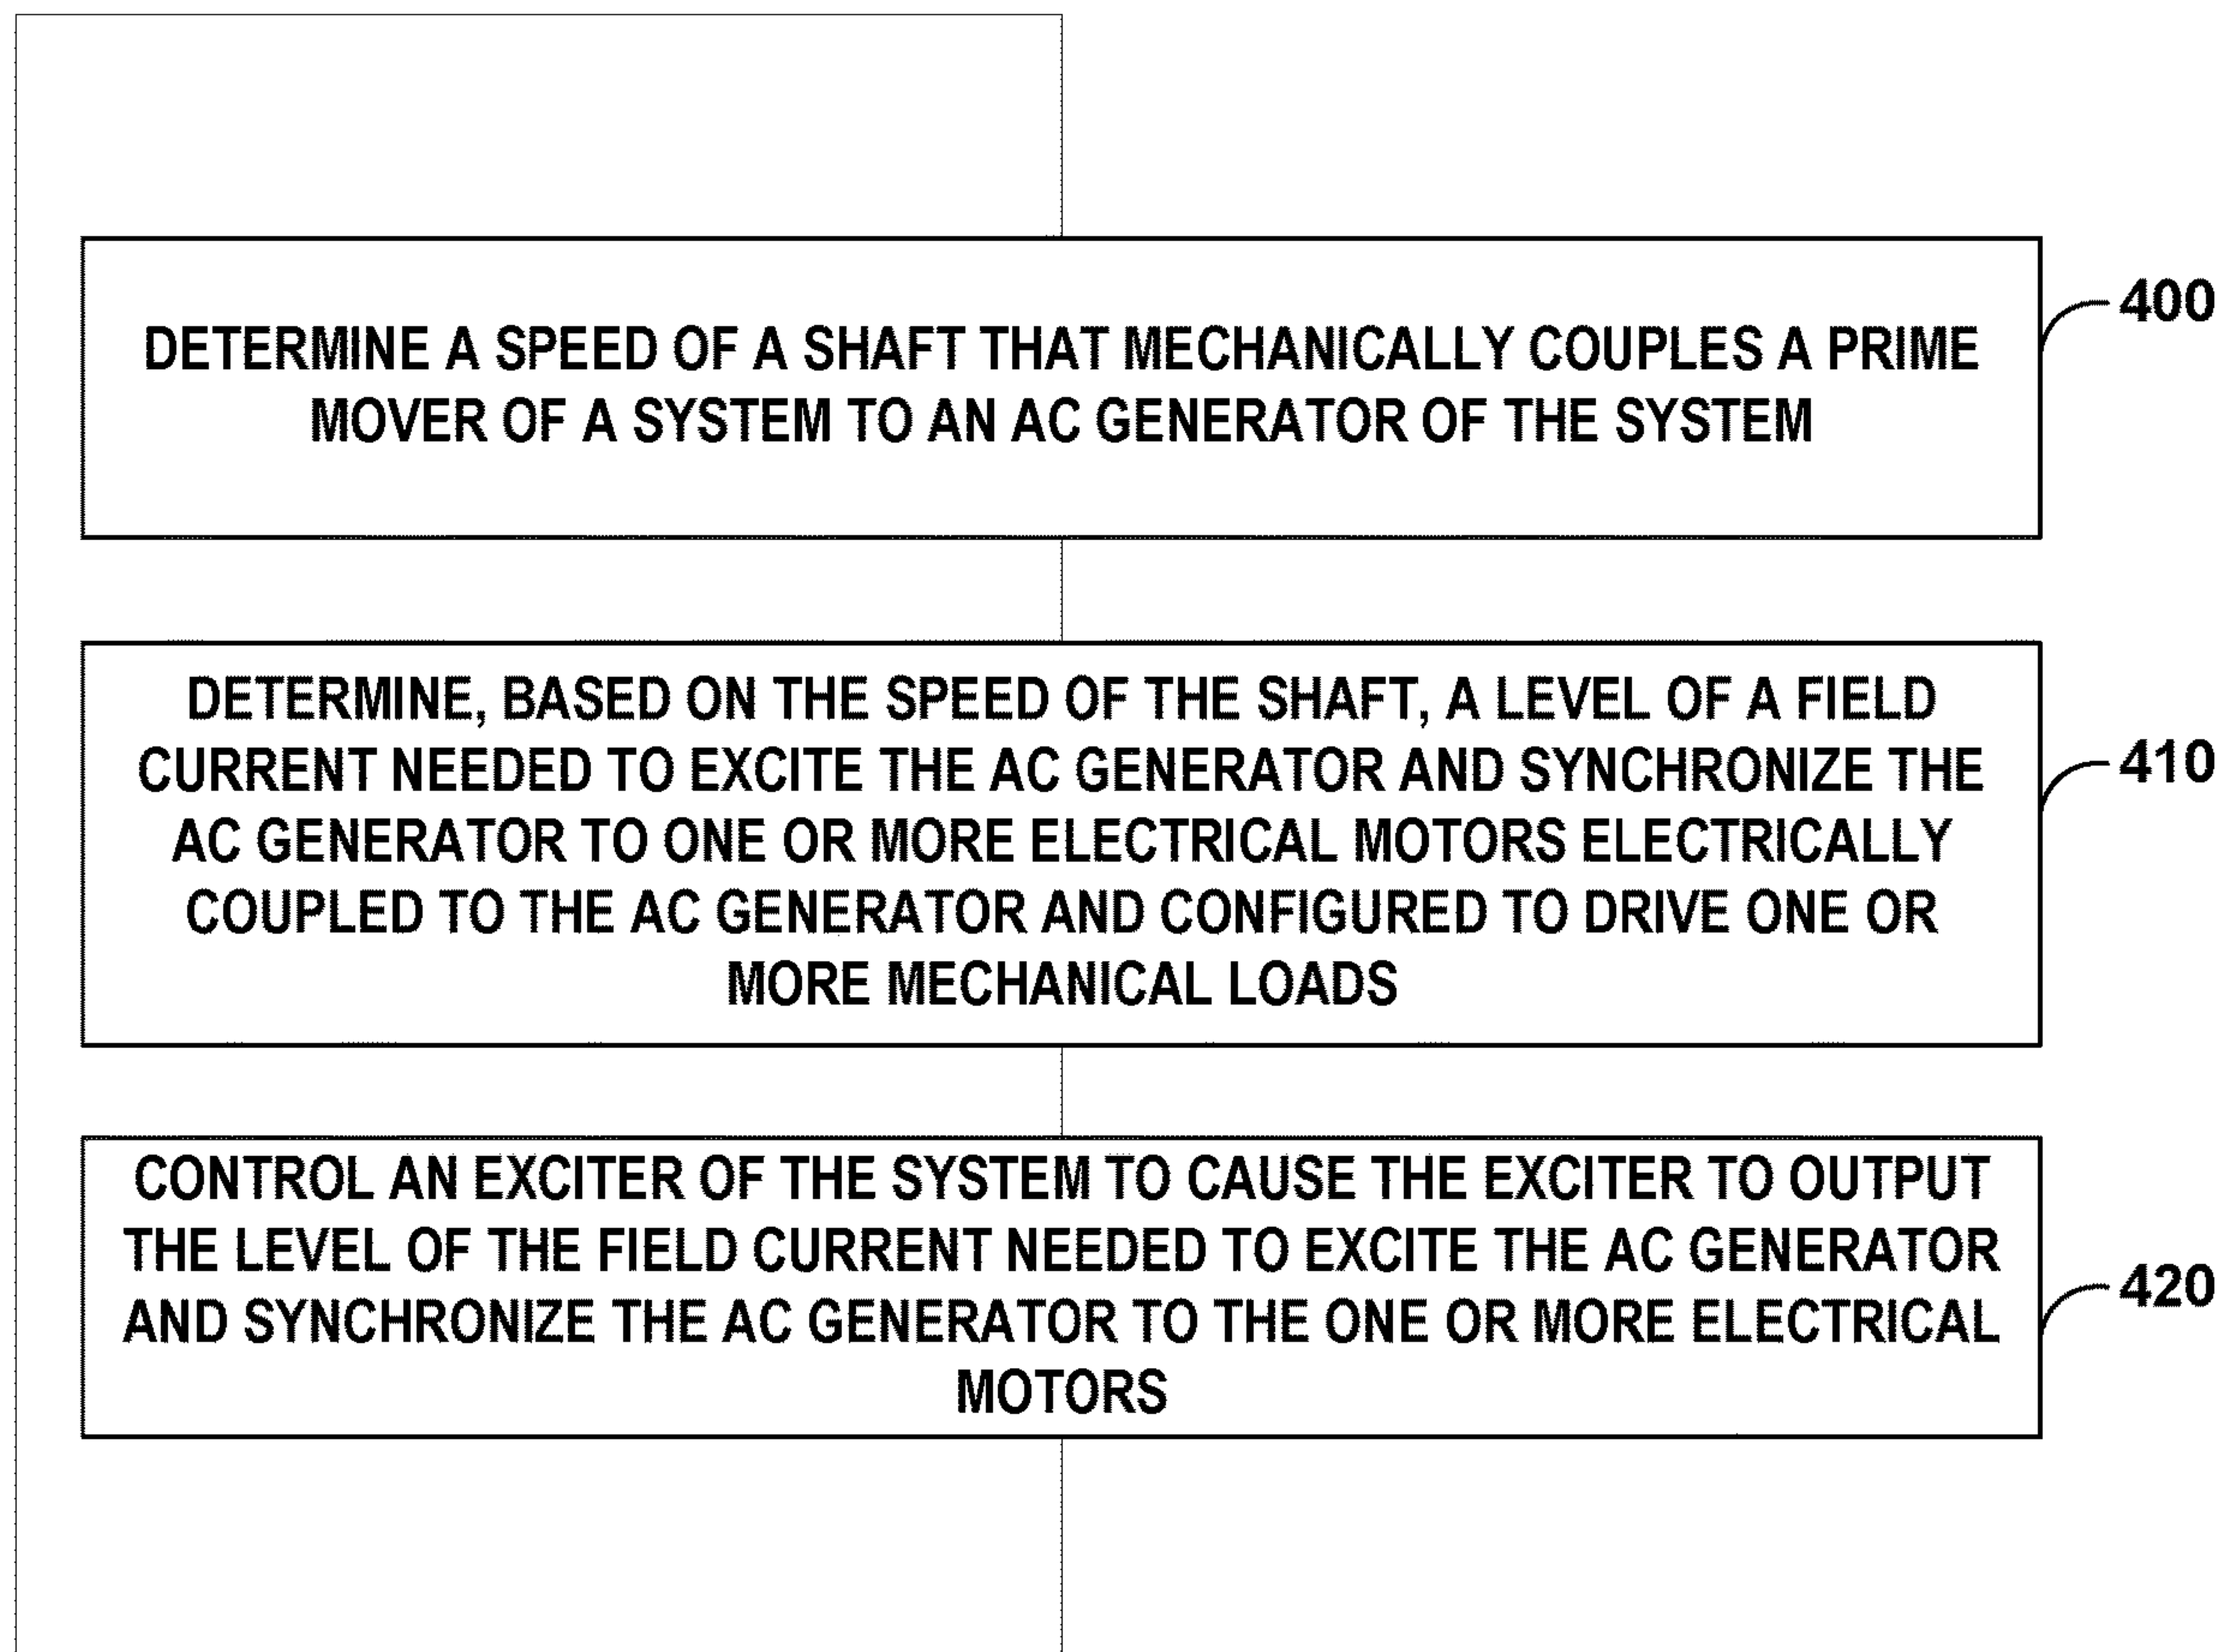 DETERMINE A SPEED OF A SHAFT THAT MECHANICALLY COUPLES A PRIME
MOVER OF A SYSTEM TO AN AC GENERATOR OF THE SYSTEM
400
DETERMINE, BASED ON THE SPEED OF THE SHAFT, A LEVEL OF A FIELD
CURRENT NEEDED TO EXCITE THE AC GENERATOR AND SYNCHRONIZE THE
AC GENERATOR TO ONE OR MORE ELECTRICAL MOTORS ELECTRICALLY
COUPLED TO THE AC GENERATOR AND CONFIGURED TO DRIVE ONE OR
MORE MECHANICAL LOADS
410
CONTROL AN EXCITER OF THE SYSTEM TO CAUSE THE EXCITER TO OUTPUT
THE LEVEL OF THE FIELD CURRENT NEEDED TO EXCITE THE AC GENERATOR
AND SYNCHRONIZE THE AC GENERATOR TO THE ONE OR MORE ELECTRICAL
MOTORS
420